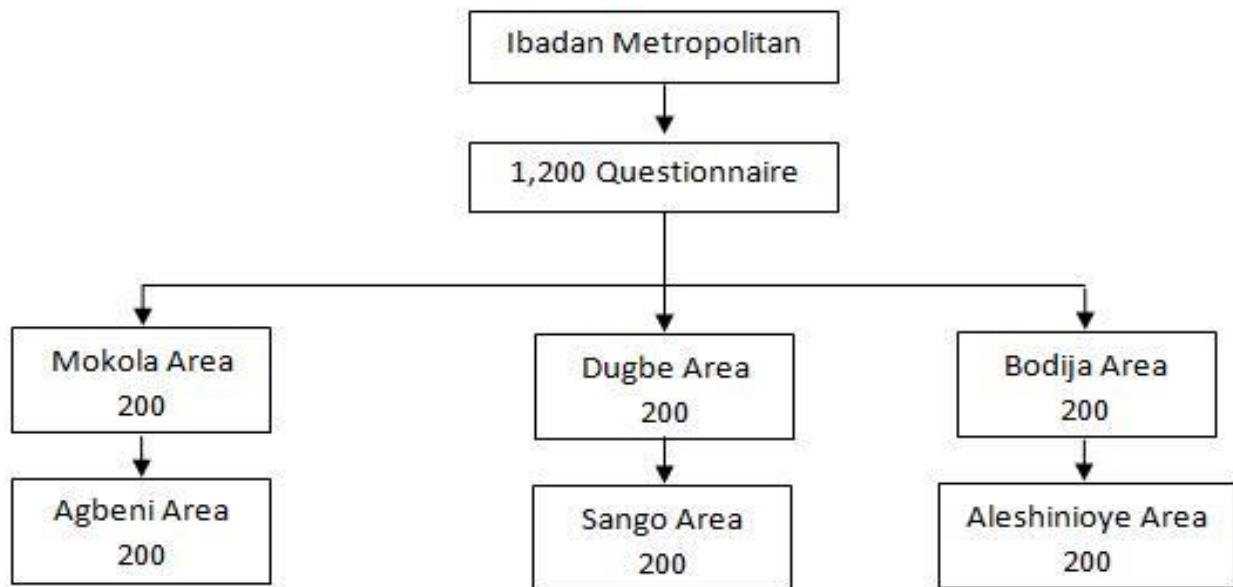 Ibadan Metropolitan
1,200 Questionnaire
Mokola Area
200
Dugbe Area
200
Bodija Area
200
Agbeni Area
200
Sango Area
200
Aleshinioye Area
200